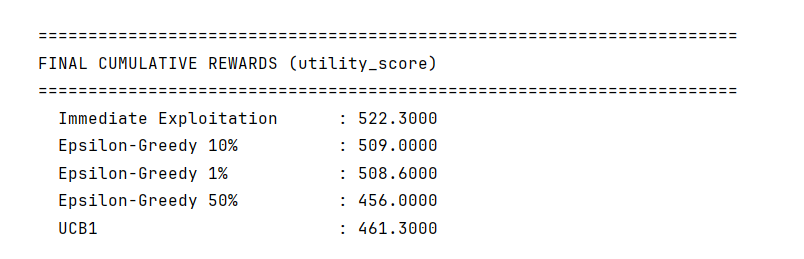 ======================================================================
FINAL CUMULATIVE REWARDS (utility_score)
======================================================================
Immediate Exploitation      : 522.3000
Epsilon-Greedy 10%          : 509.0000
Epsilon-Greedy 1%           : 508.6000
Epsilon-Greedy 50%          : 456.0000
UCB1                        : 461.3000